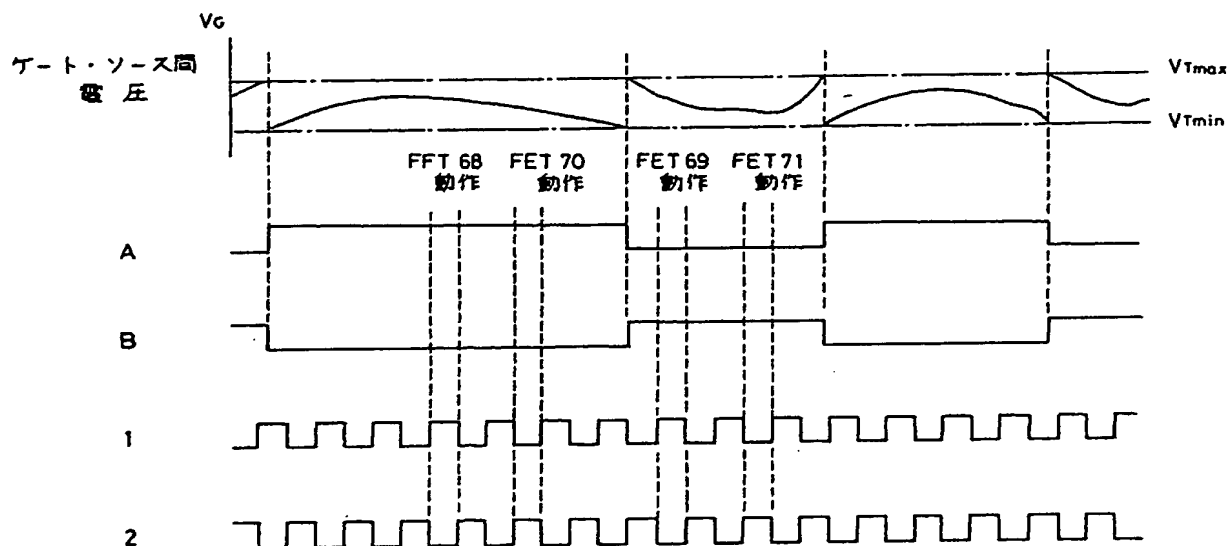 VG
ゲート・ソース間
電圧
VTmax
VTmin
FFT 68
動作
FET 70
動作
FET 69
動作
FET 71
動作
A
B
1
2